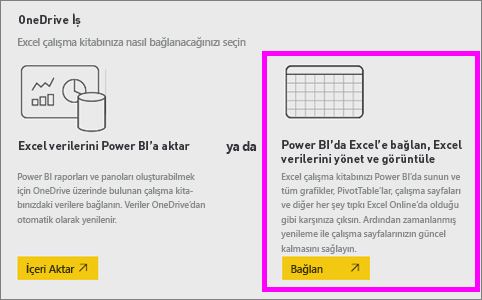 OneDrive İş
Excel çalışma kitabınıza nasıl bağlanacağınızı seçin
Excel verilerini Power BI'a aktar
Power BI raporları ve panoları oluşturabilmek
için OneDrive üzerinde bulunan çalışma kita-
bınızdaki verilere bağlanın. Veriler OneDrive'dan
otomatik olarak yenilenir.
İçeri Aktar
ya da
Power BI'da Excel'e bağlan, Excel
verilerini yönet ve görüntüle
Excel çalışma kitabınızı Power BI'da sunun ve
tüm grafikler, PivotTable'lar, çalışma sayfaları
ve diğer her şey tıpkı Excel Online'da olduğu
gibi karşınıza çıksın. Ardından zamanlanmış
yenileme ile çalışma sayfalarınızın güncel
kalmasını sağlayın.
Bağlan